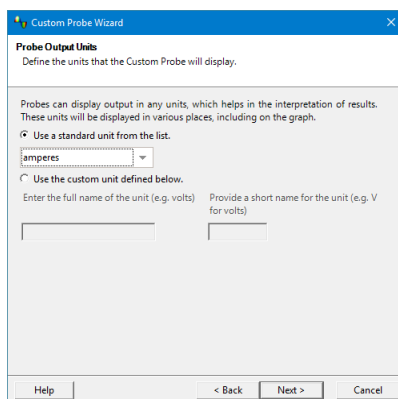 Custom Probe Wizard
Probe Output Units
Define the units that the Custom Probe will display.
Probes can display output in any units, which helps in the interpretation of results.
These units will be displayed in various places, including on the graph.
Use a standard unit from the list.
amperes
Use the custom unit defined below.
Enter the full name of the unit (e.g. volts)
Provide a short name for the unit (e.g. V
for volts)
Help
< Back
Next >
Cancel